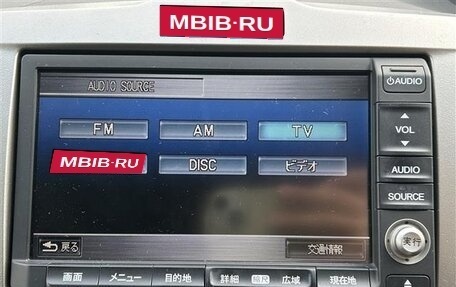 MBIB·RU
AUDIO
AUDIO SOURCE
FM AM TV
VOL
MBIB·RU DISC ビデオ
AUDIO
SOURCE
戻る 交通情報
実行
画面 メニュー 目的地 詳細 縮尺 広域 現在地